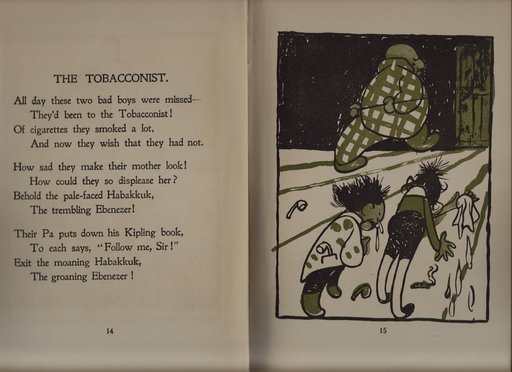 THE TOBACCONIST.
All day these two bad boys were missed—
They'd been to the Tobacconist!
Of cigarettes they smoked a lot,
And now they wish that they had not.
How sad they make their mother look!
How could they so displease her?
Behold the pale-faced Habakkuk,
The trembling Ebenezer!
Their Pa puts down his Kipling book,
To each says, "Follow me, Sir!"
Exit the moaning Habakkuk,
The groaning Ebenezer!
14
15